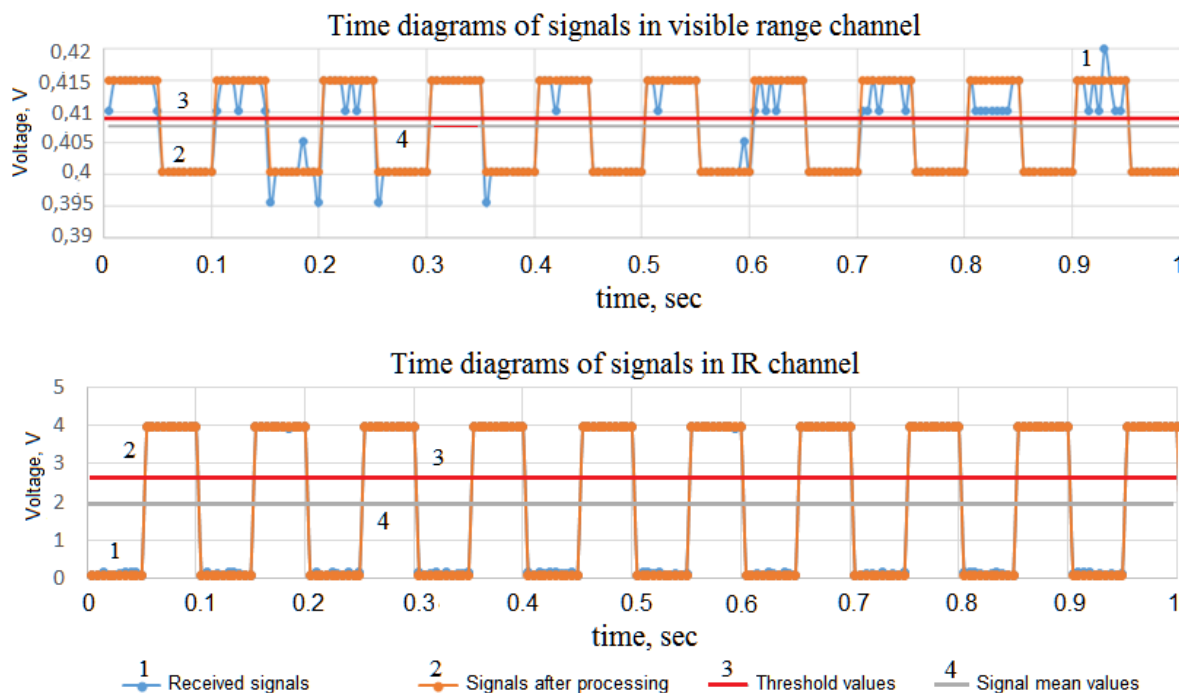 Time diagrams of signals in visible range channel
Voltage, V
0,42
0,415
0,41
0,405
0,4
0,395
0,39
1
3
4
2
0 0.1 0.2 0.3 0.4 0.5 0.6 0.7 0.8 0.9 1
time, sec
Time diagrams of signals in IR channel
Voltage, V
5
4
3
2
1
0
2
3
4
1
0 0.1 0.2 0.3 0.4 0.5 0.6 0.7 0.8 0.9 1
time, sec
1 Received signals 2 Signals after processing 3 Threshold values 4 Signal mean values